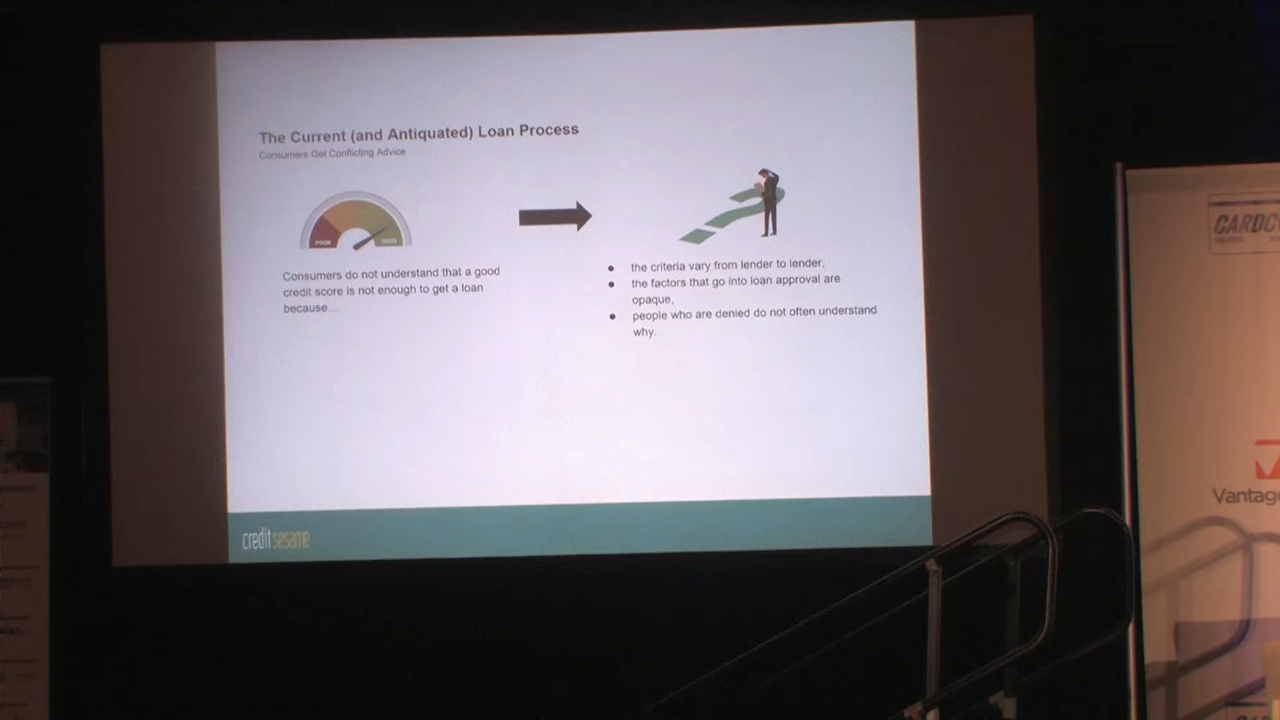 The Current (and Antiquated) Loan Process
Consumers Get Conflicting Advice
POOR
GOOD
Consumers do not understand that a good
credit score is not enough to get a loan
because...
● the criteria vary from lender to lender,
● the factors that go into loan approval are
opaque,
● people who are denied do not often understand
why.
credit sesame
CARDC
Vantag